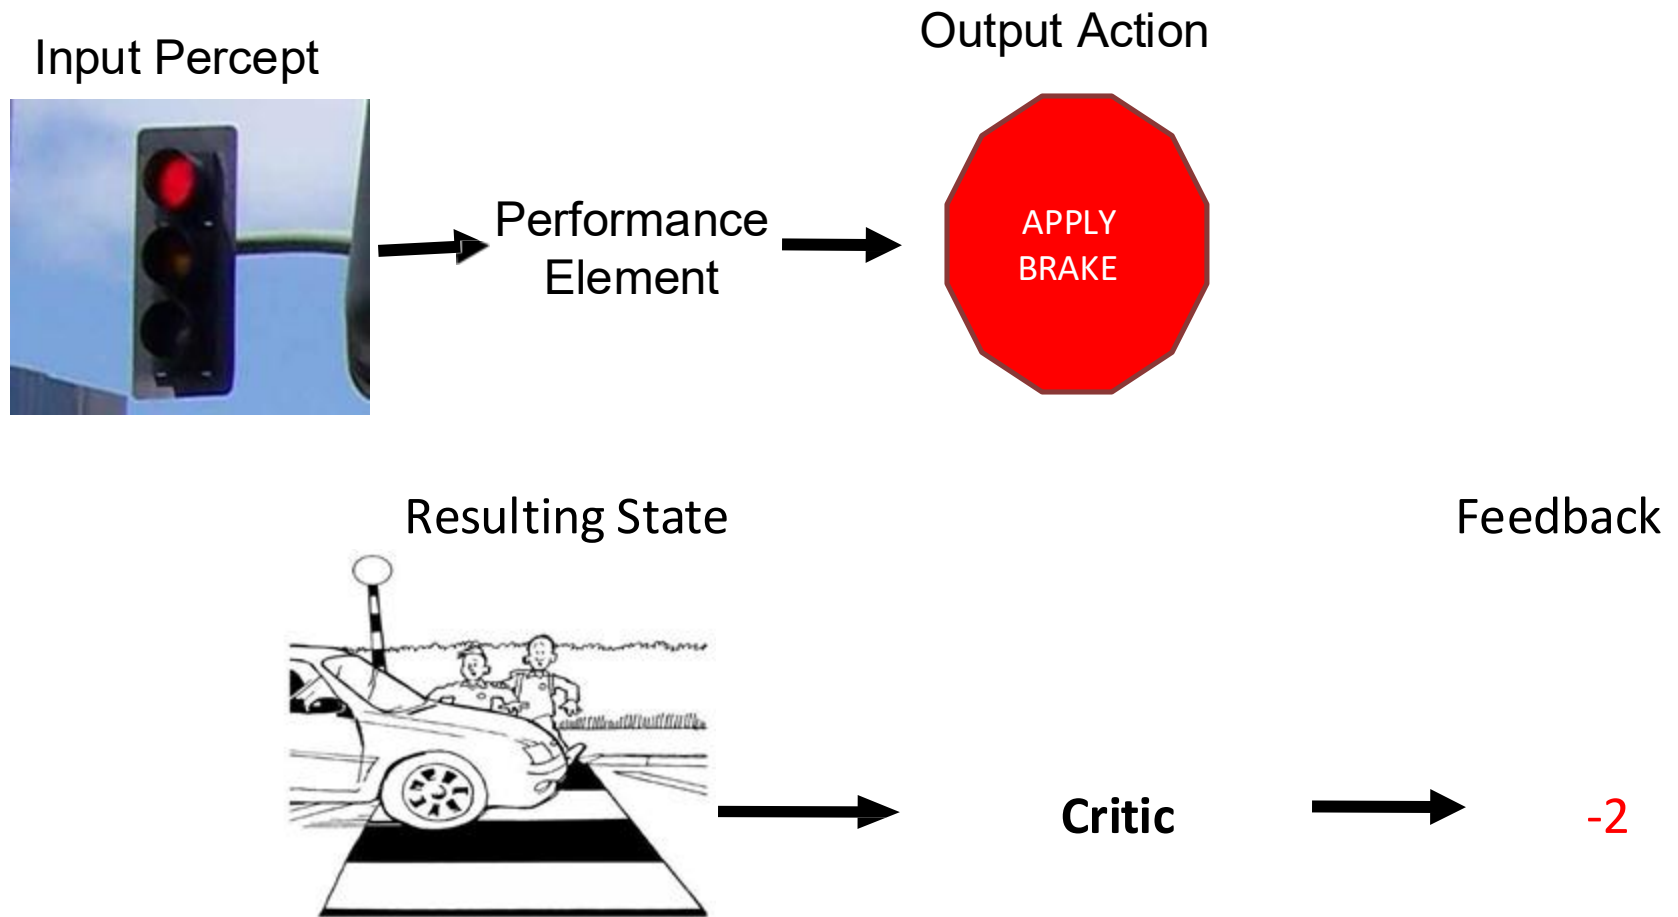 Input Percept
Output Action
Performance
Element
APPLY
BRAKE
Resulting State
Feedback
Critic
-2